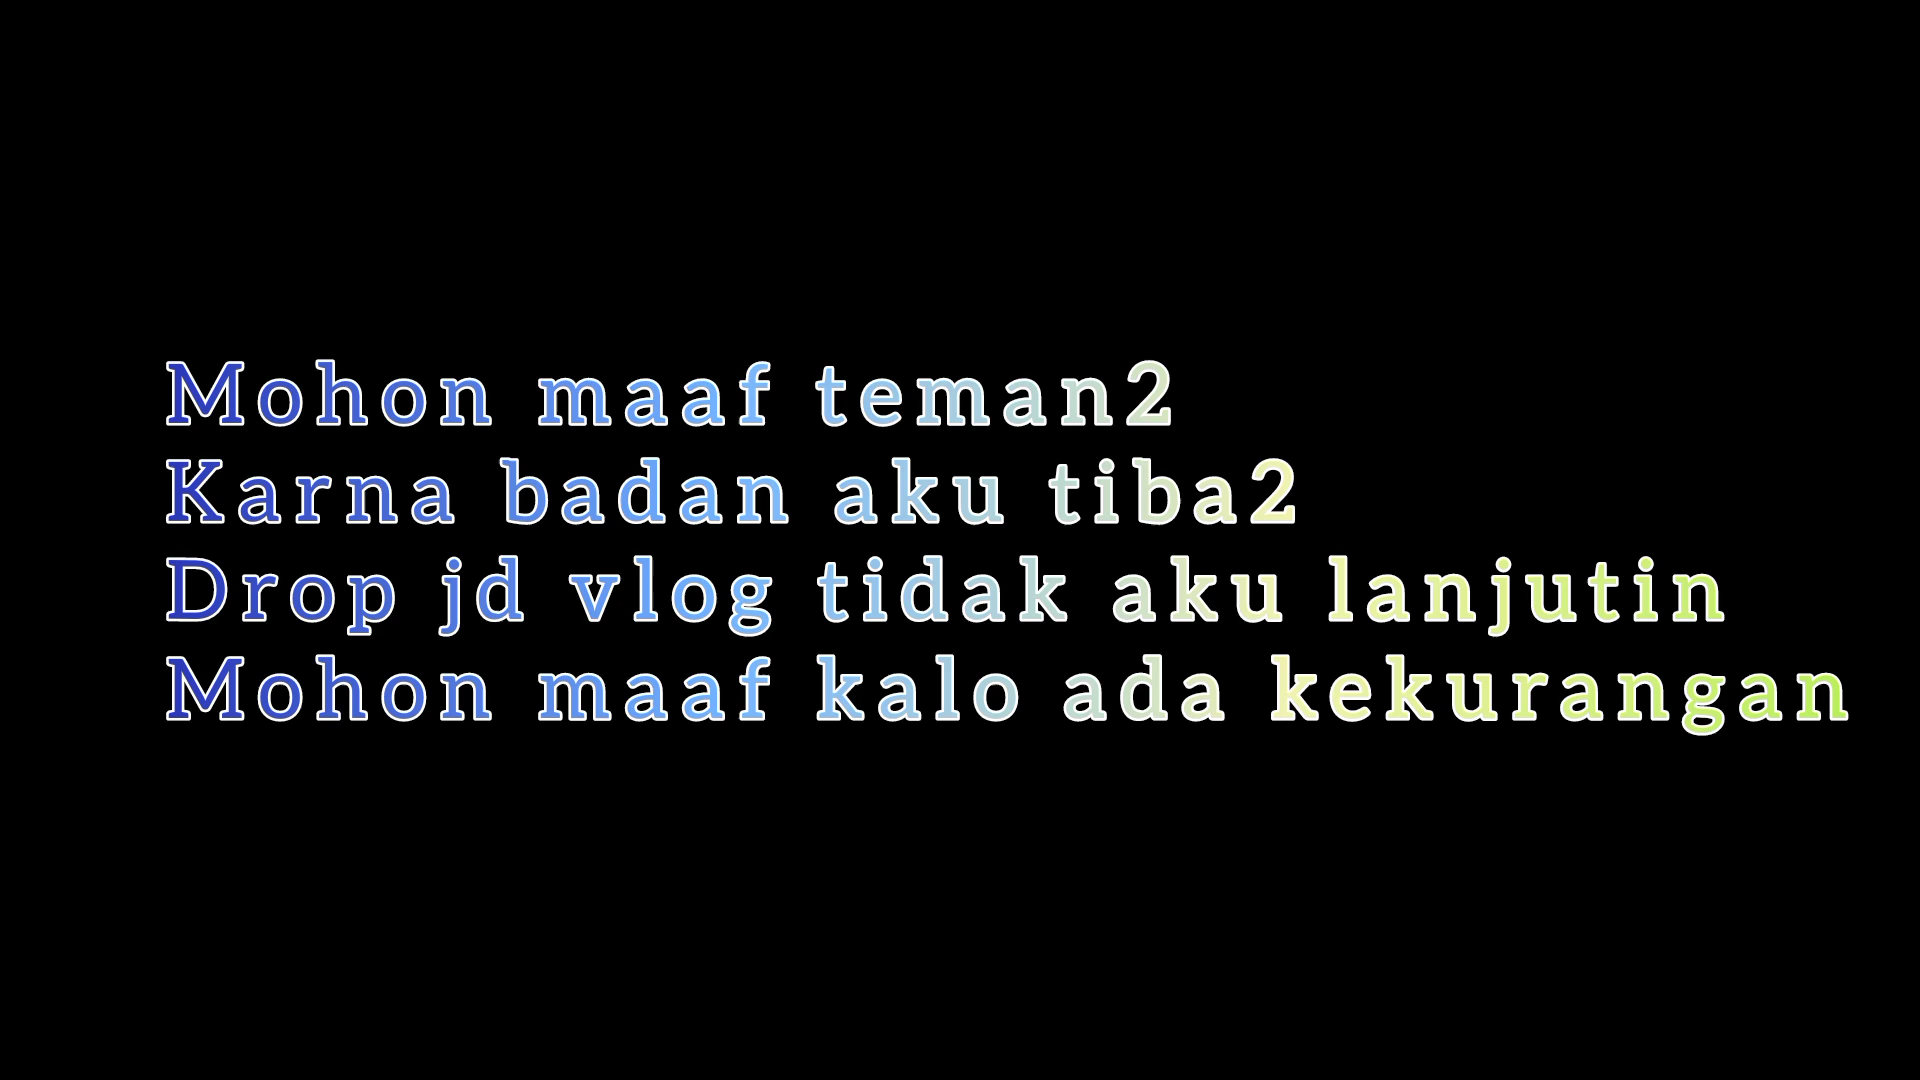 Mohon maaf teman2
Karna badan aku tiba2
Drop jd vlog tidak aku lanjutin
Mohon maaf kalo ada kekurangan